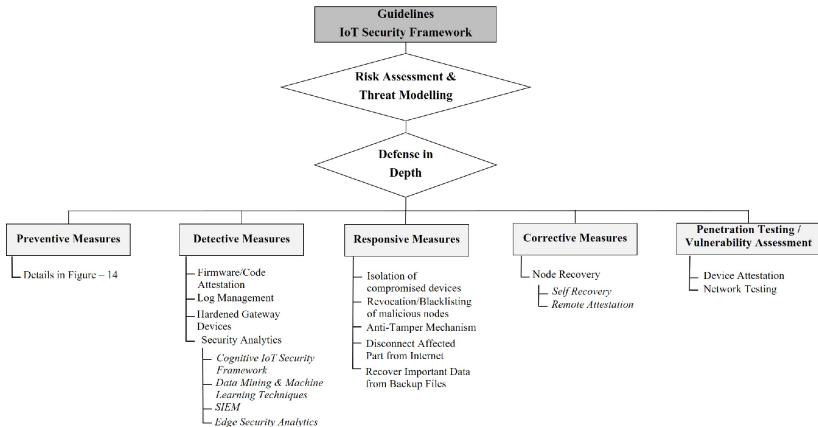 Guidelines
IoT Security Framework
Risk Assessment &
Threat Modelling
Defense in
Depth
Preventive Measures
Details in Figure – 14
Detective Measures
Firmware/Code
Attestation
Log Management
Hardened Gateway
Devices
Security Analytics
Cognitive IoT Security
Framework
Data Mining & Machine
Learning Techniques
SIEM
Edge Security Analytics
Responsive Measures
Isolation of
compromised devices
Revocation/Blacklisting
of malicious nodes
Anti-Tamper Mechanism
Disconnect Affected
Part from Internet
Recover Important Data
from Backup Files
Corrective Measures
Node Recovery
Self Recovery
Remote Attestation
Penetration Testing /
Vulnerability Assessment
Device Attestation
Network Testing